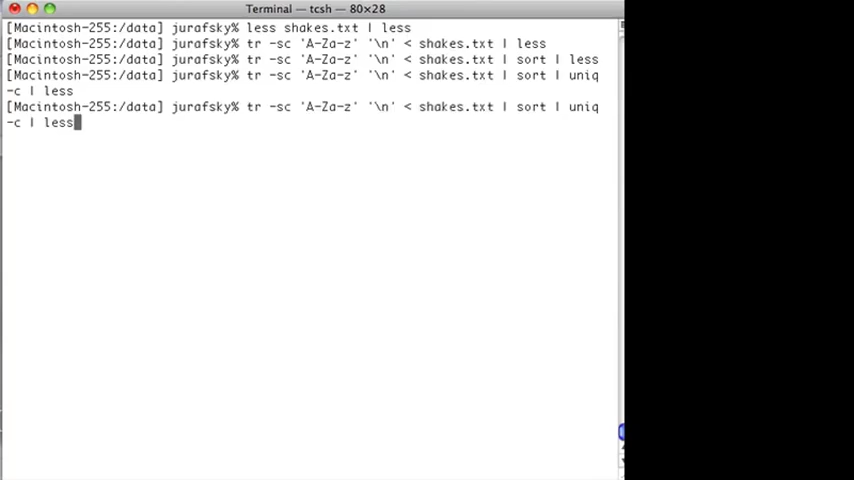 Terminal — tcsh — 80×28
[Macintosh-255:/data] jurafsky% less shakes.txt | less
[Macintosh-255:/data] jurafsky% tr -sc 'A-Za-z' '\n' < shakes.txt | less
[Macintosh-255:/data] jurafsky% tr -sc 'A-Za-z' '\n' < shakes.txt | sort | less
[Macintosh-255:/data] jurafsky% tr -sc 'A-Za-z' '\n' < shakes.txt | sort | uniq
-c | less
[Macintosh-255:/data] jurafsky% tr -sc 'A-Za-z' '\n' < shakes.txt | sort | uniq
-c | less